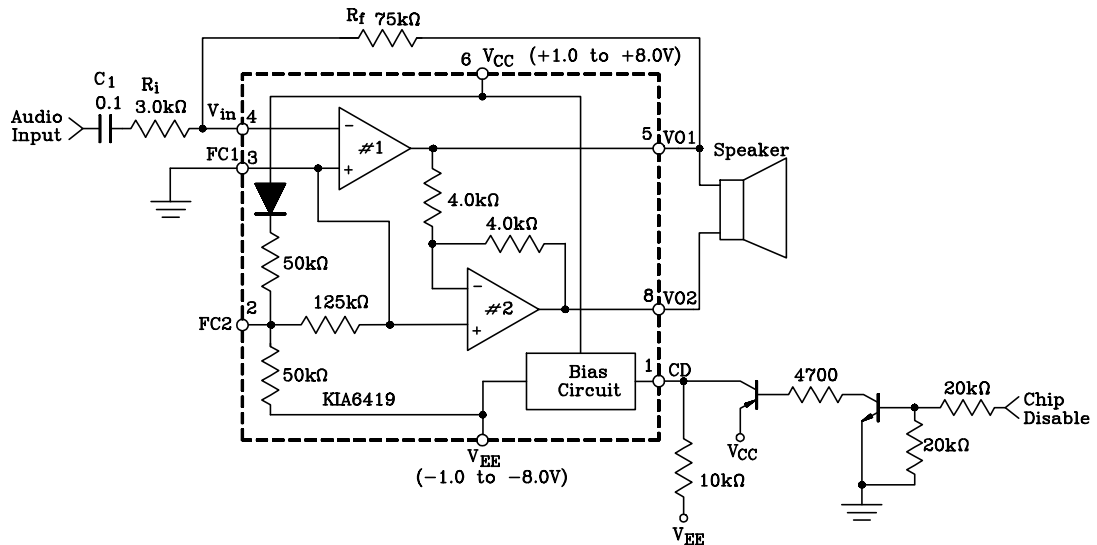 Rf 75kΩ
6 VCC (+1.0 to +8.0V)
C1
0.1
Ri
3.0kΩ
Vin 4
Audio
Input
FC1 3
−
+
#1
5 VO1
Speaker
4.0kΩ
4.0kΩ
50kΩ
2
FC2
125kΩ
−
+
#2
8 VO2
50kΩ
KIA6419
Bias
Circuit
1 CD
4700
20kΩ
Chip
Disable
VCC
20kΩ
VEE
(−1.0 to −8.0V)
10kΩ
VEE